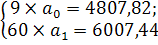 {9 × a₀ = 4807,82;
60 × a₁ = 6007,44